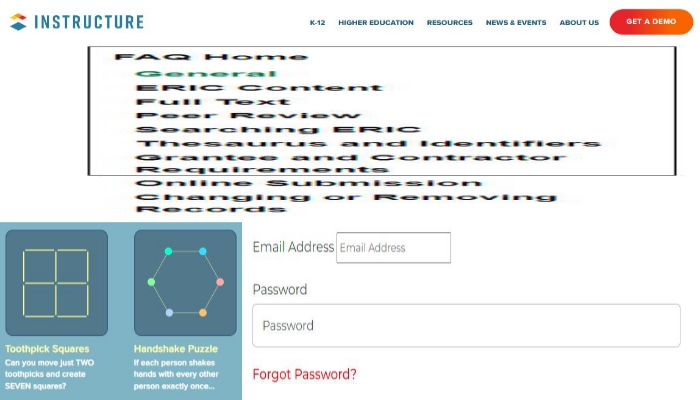 INSTRUCTURE
K-12 HIGHER EDUCATION RESOURCES NEWS & EVENTS ABOUT US GET A DEMO
FAQ Home
General
ERIC Content
Full Text
Peer Review
Searching ERIC
Thesaurus and Identifiers
Grantee and Contractor
Requirements
Online Submission
Changing or Removing
Records
Toothpick Squares
Can you move just TWO
toothpicks and create
SEVEN squares?
Handshake Puzzle
If each person shakes
hands with every other
person exactly once...
Email Address Email Address
Password
Password
Forgot Password?